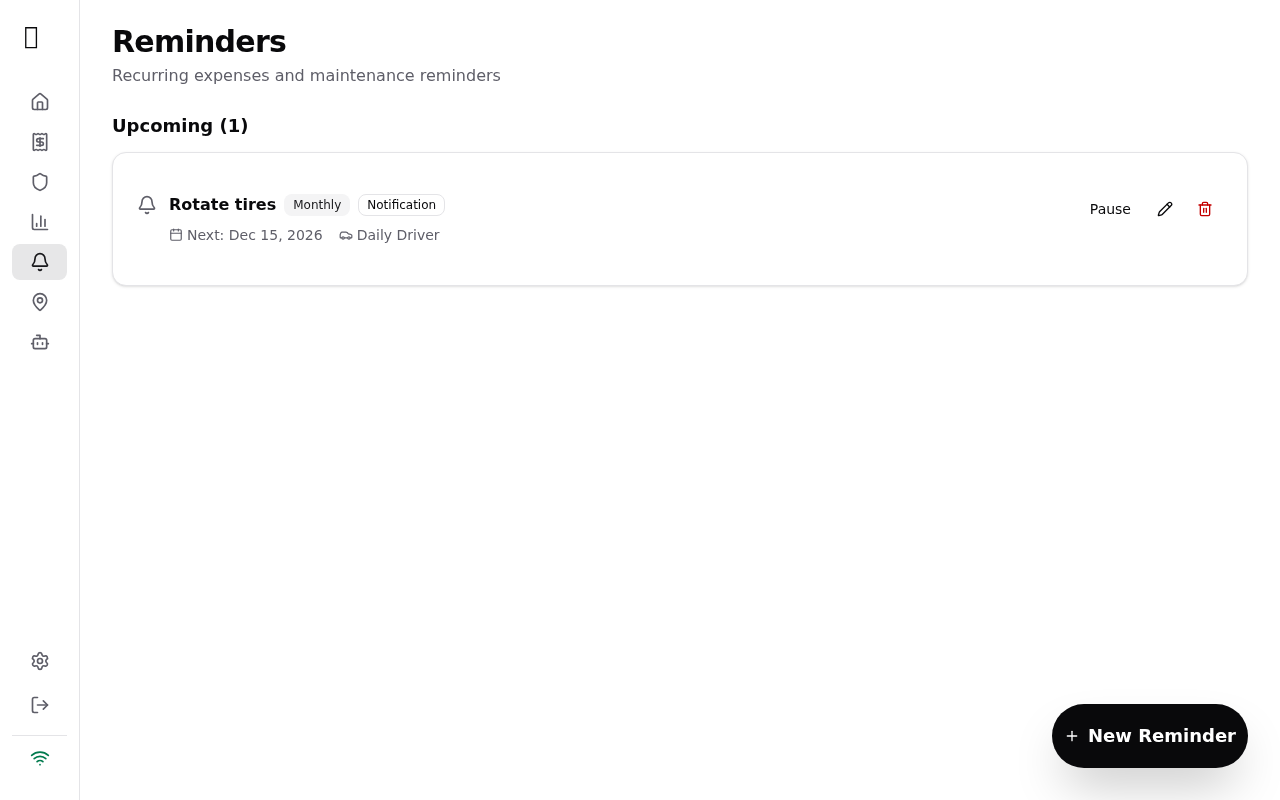 Reminders
Recurring expenses and maintenance reminders
Upcoming (1)
Rotate tires Monthly Notification
Next: Dec 15, 2026 Daily Driver
Pause
New Reminder